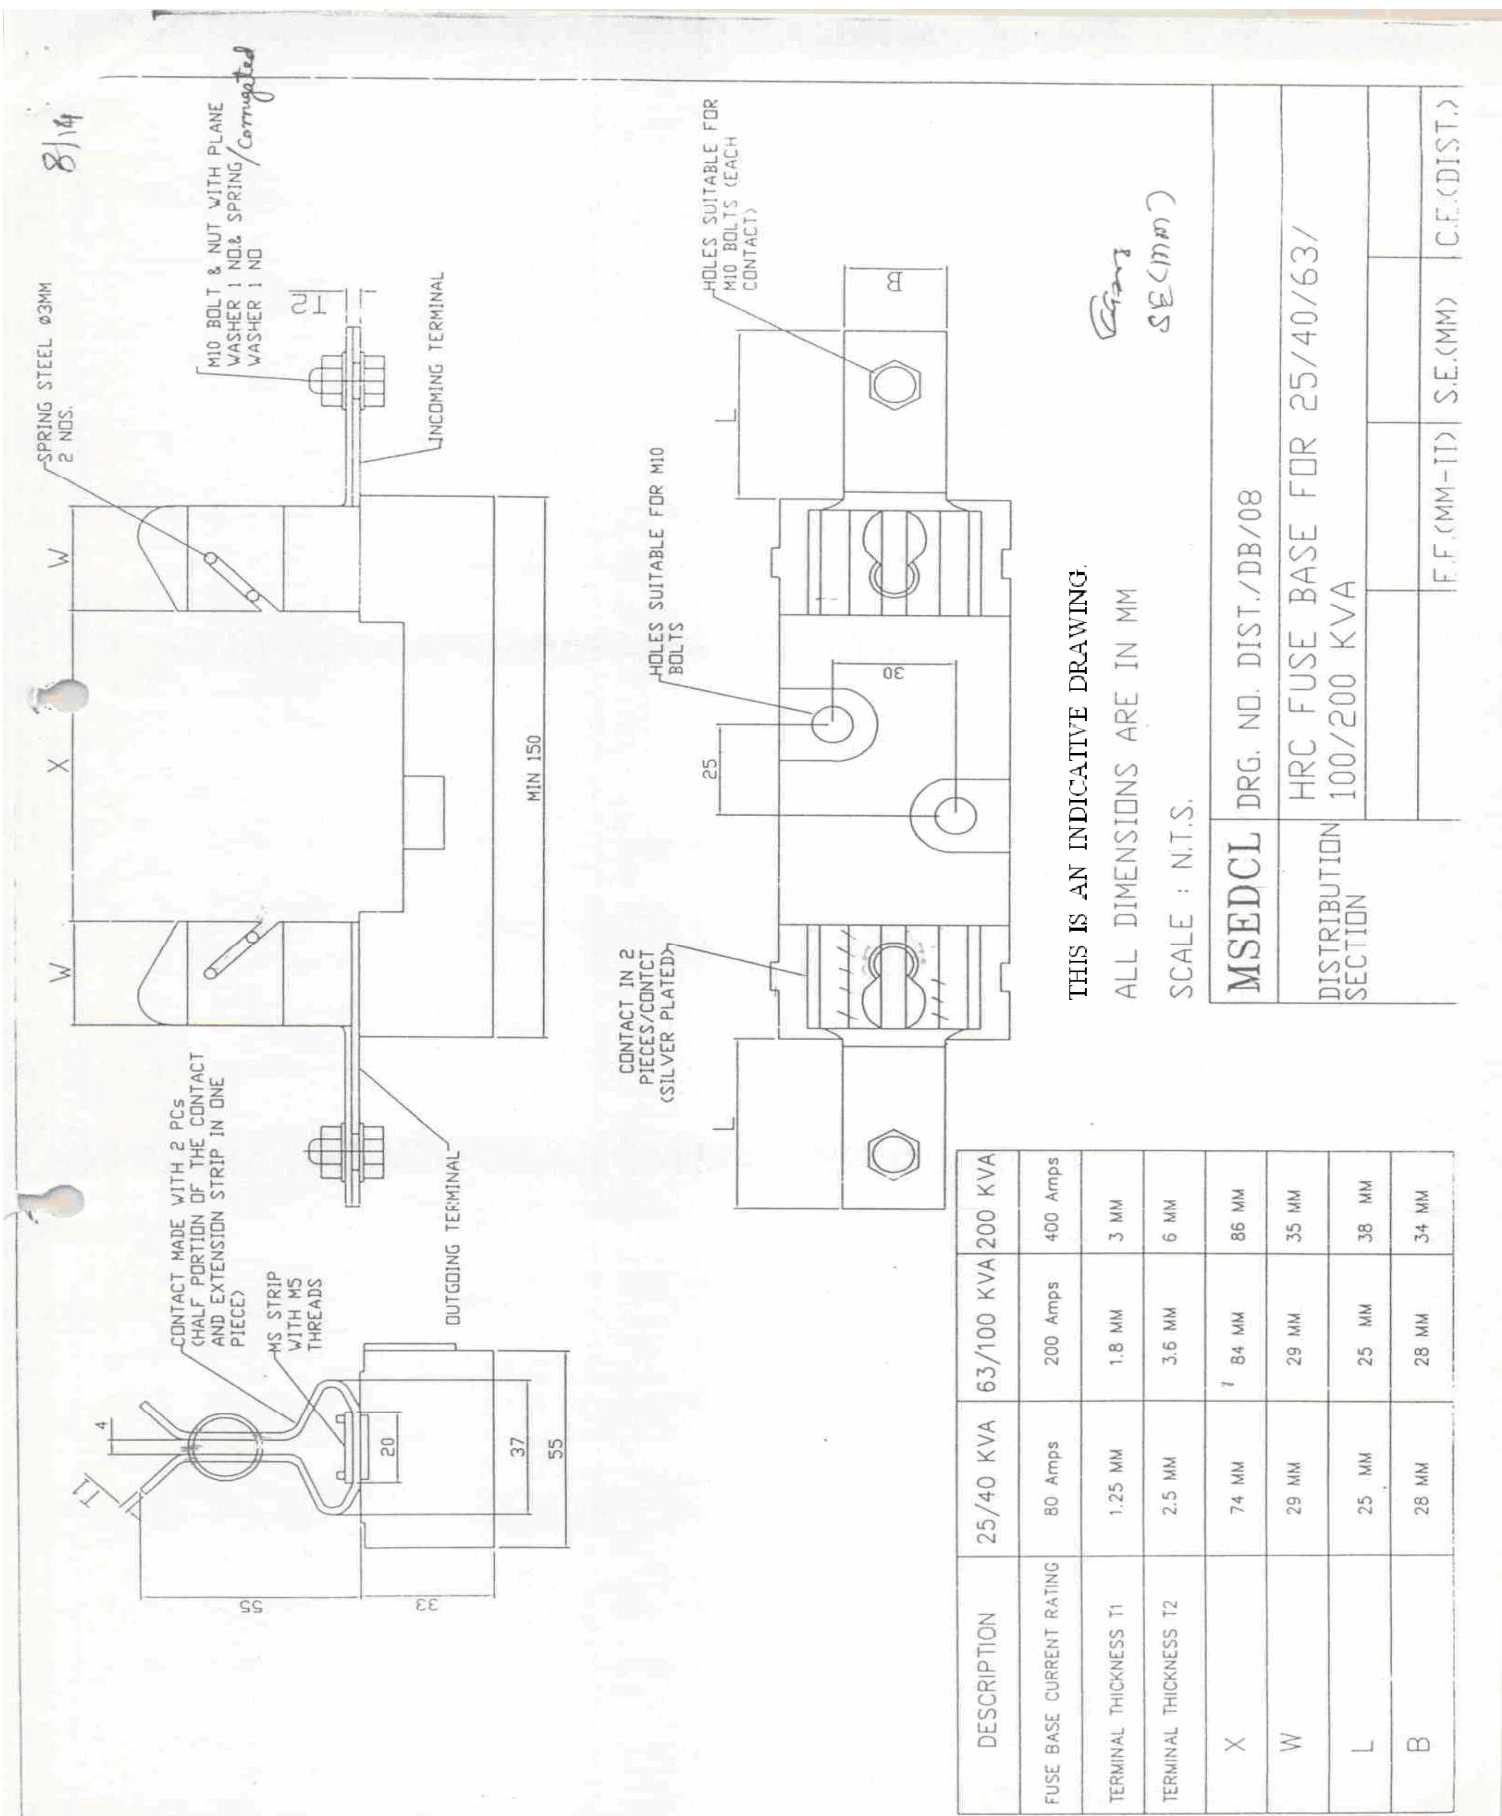 8/14
SPRING STEEL ø3MM
2 NOS.
M10 BOLT & NUT WITH PLANE
WASHER 1 NO.& SPRING/Corrugated
WASHER 1 NO
W
X
W
T2
INCOMING TERMINAL
MIN 150
CONTACT MADE WITH 2 PCs
(HALF PORTION OF THE CONTACT
AND EXTENSION STRIP IN ONE
PIECE)
MS STRIP
WITH M5
THREADS
OUTGOING TERMINAL
T1
4
20
37
55
55
33
CONTACT IN 2
PIECES/CONTCT
(SILVER PLATED)
HOLES SUITABLE FOR M10
BOLTS
HOLES SUITABLE FOR
M10 BOLTS (EACH
CONTACT)
L
25
30
L
B
THIS IS AN INDICATIVE DRAWING.
ALL DIMENSIONS ARE IN MM
SCALE : N.T.S.
MSEDCL DRG. NO. DIST./DB/08
DISTRIBUTION
SECTION
HRC FUSE BASE FOR 25/40/63/
100/200 KVA
E.E.(MM-II) S.E.(MM) C.E.(DIST.)
DESCRIPTION 25/40 KVA 63/100 KVA 200 KVA
FUSE BASE CURRENT RATING 80 Amps 200 Amps 400 Amps
TERMINAL THICKNESS T1 1.25 MM 1.8 MM 3 MM
TERMINAL THICKNESS T2 2.5 MM 3.6 MM 6 MM
X 74 MM 84 MM 86 MM
W 29 MM 29 MM 35 MM
L 25 MM 25 MM 38 MM
B 28 MM 28 MM 34 MM